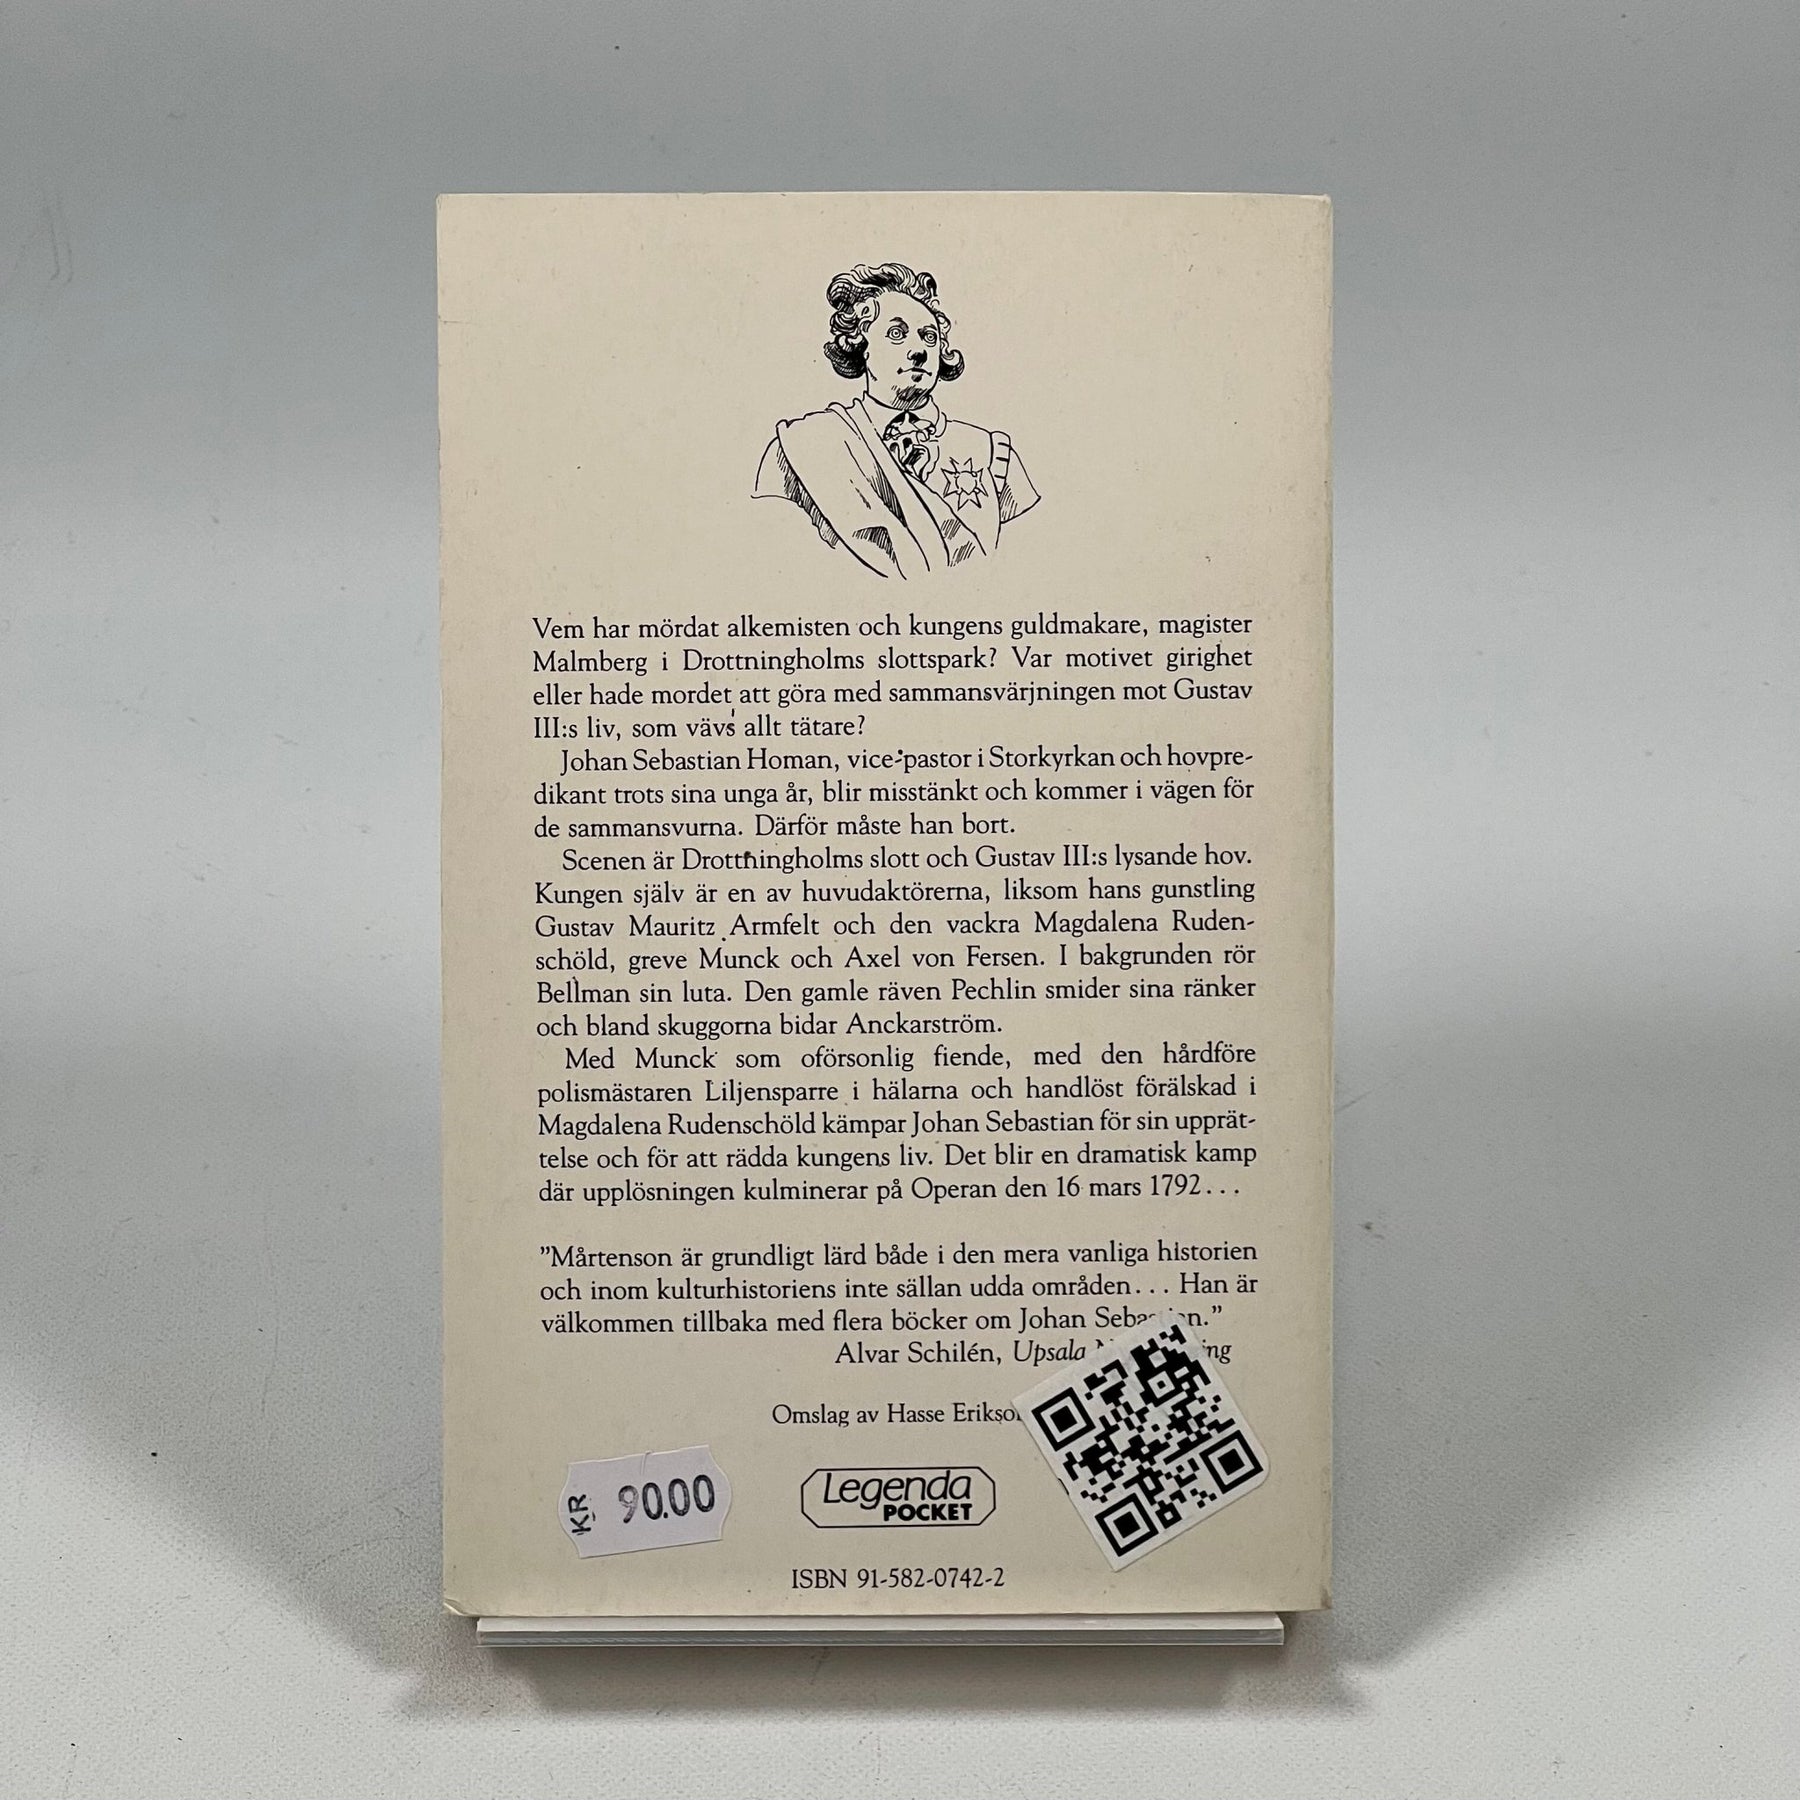 Vem har mördat alkemisten och kungens guldmakare, magister
Malmberg i Drottningholms slottspark? Var motivet girighet
eller hade mordet att göra med sammansvärjningen mot Gustav
III:s liv, som vävs allt tätare?
Johan Sebastian Homan, vice-pastor i Storkyrkan och hovpre-
dikant trots sina unga år, blir misstänkt och kommer i vägen för
de sammansvurna. Därför måste han bort.
Scenen är Drottningholms slott och Gustav III:s lysande hov.
Kungen själv är en av huvudaktörerna, liksom hans gunstling
Gustav Mauritz Armfelt och den vackra Magdalena Ruden-
schöld, greve Munck och Axel von Fersen. I bakgrunden rör
Bellman sin luta. Den gamle räven Pechlin smider sina ränker
och bland skuggorna bidar Anckarström.
Med Munck som oförsonlig fiende, med den hårdföre
polismästaren Liljensparre i hälarna och handlöst förälskad i
Magdalena Rudenschöld kämpar Johan Sebastian för sin upprät-
telse och för att rädda kungens liv. Det blir en dramatisk kamp
där upplösningen kulminerar på Operan den 16 mars 1792...
”Mårtenson är grundligt lärd både i den mera vanliga historien
och inom kulturhistoriens inte sällan udda områden... Han är
välkommen tillbaka med flera böcker om Johan
Alvar Schilén, Upsala
Omslag av Hasse
KR 90.00
Legenda
POCKET
ISBN 91-582-0742-2